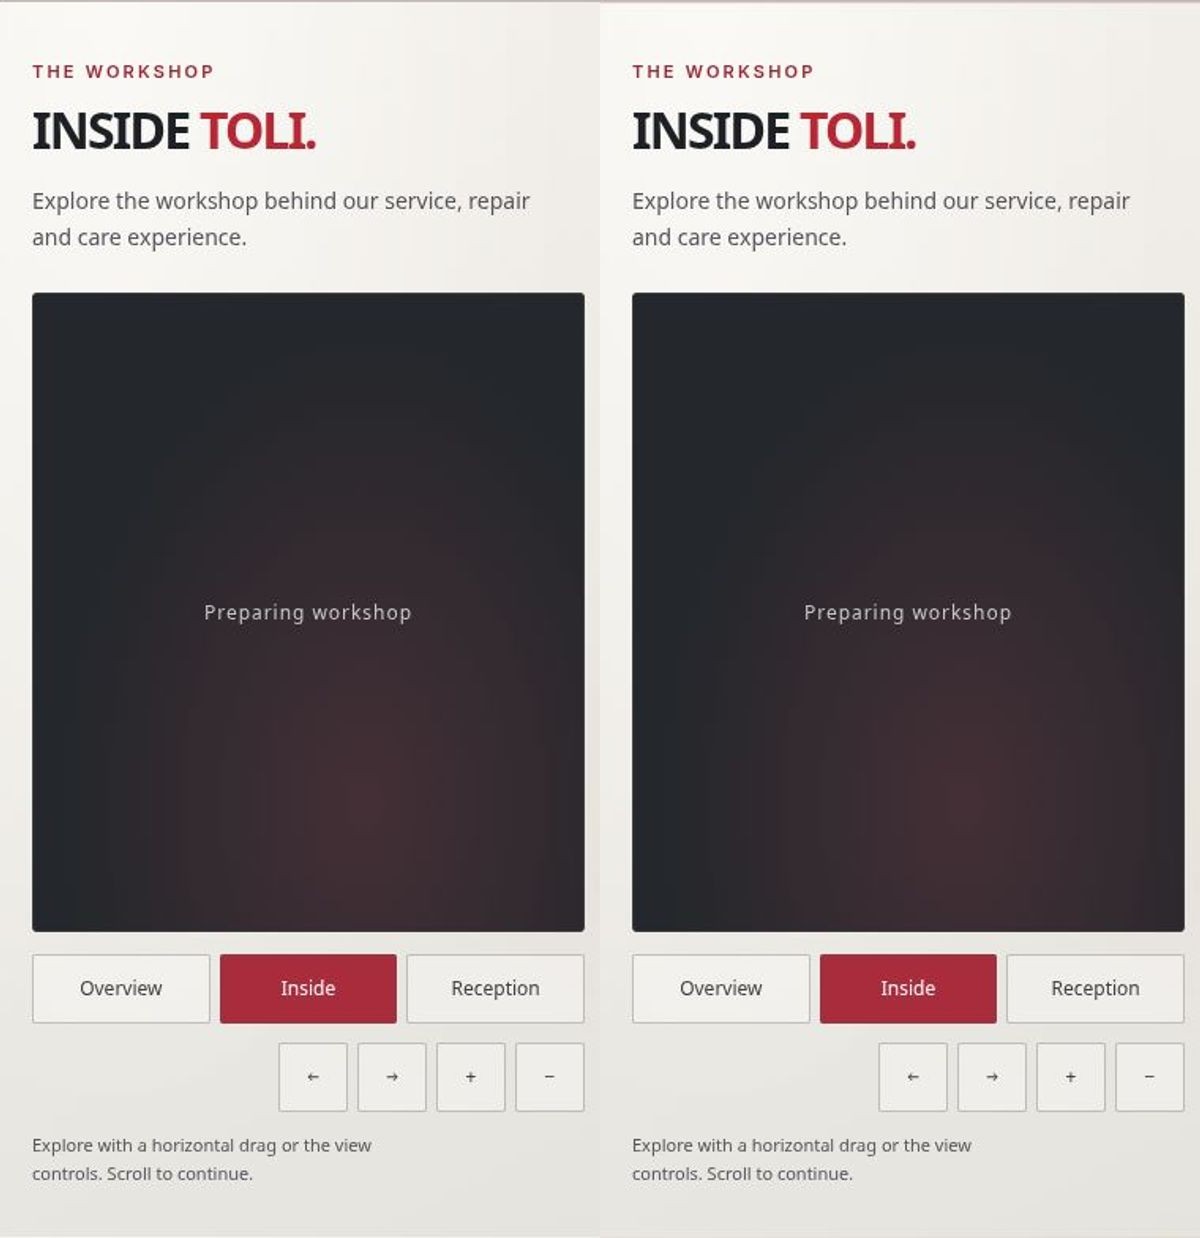 THE WORKSHOP
INSIDE TOLI.
Explore the workshop behind our service, repair
and care experience.
Preparing workshop
Overview
Inside
Reception
← → + −
Explore with a horizontal drag or the view
controls. Scroll to continue.
THE WORKSHOP
INSIDE TOLI.
Explore the workshop behind our service, repair
and care experience.
Preparing workshop
Overview
Inside
Reception
← → + −
Explore with a horizontal drag or the view
controls. Scroll to continue.